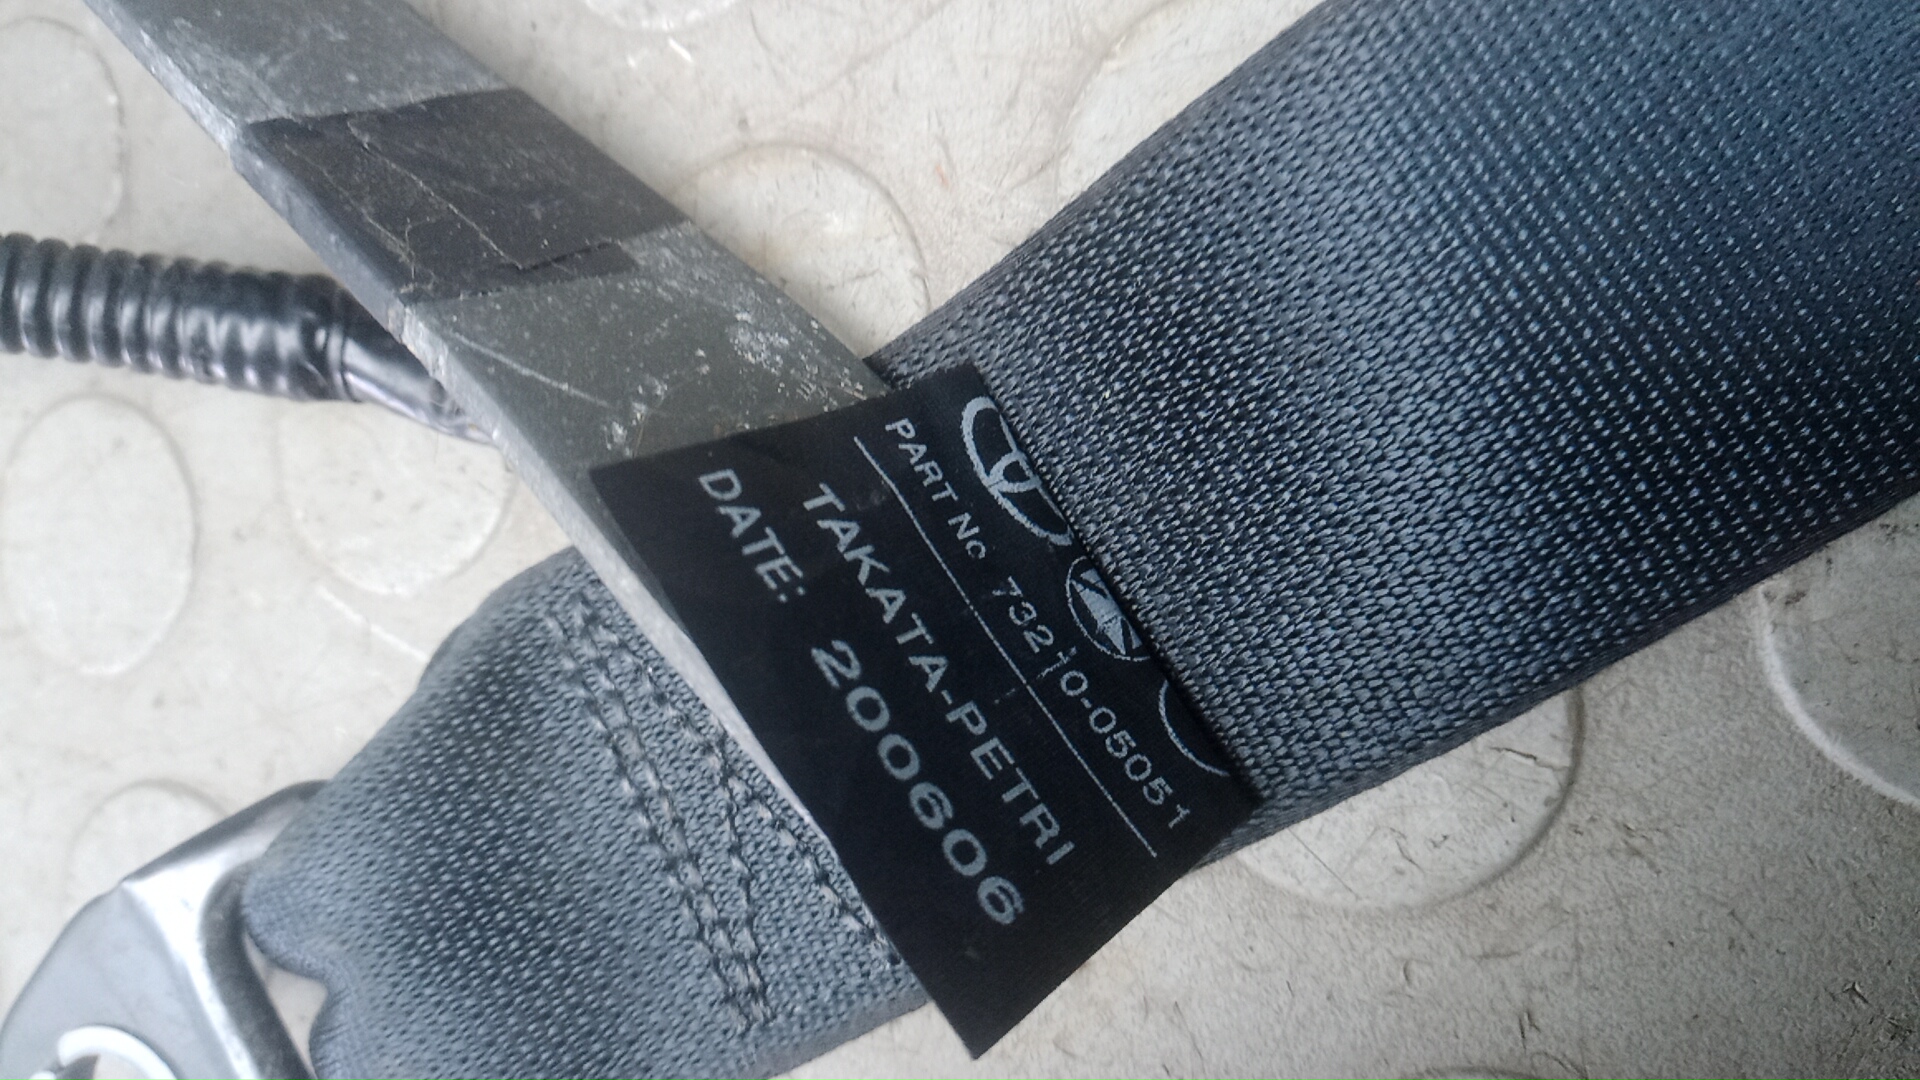 PART No 73210-05051
TAKATA-PETRI
DATE: 200606